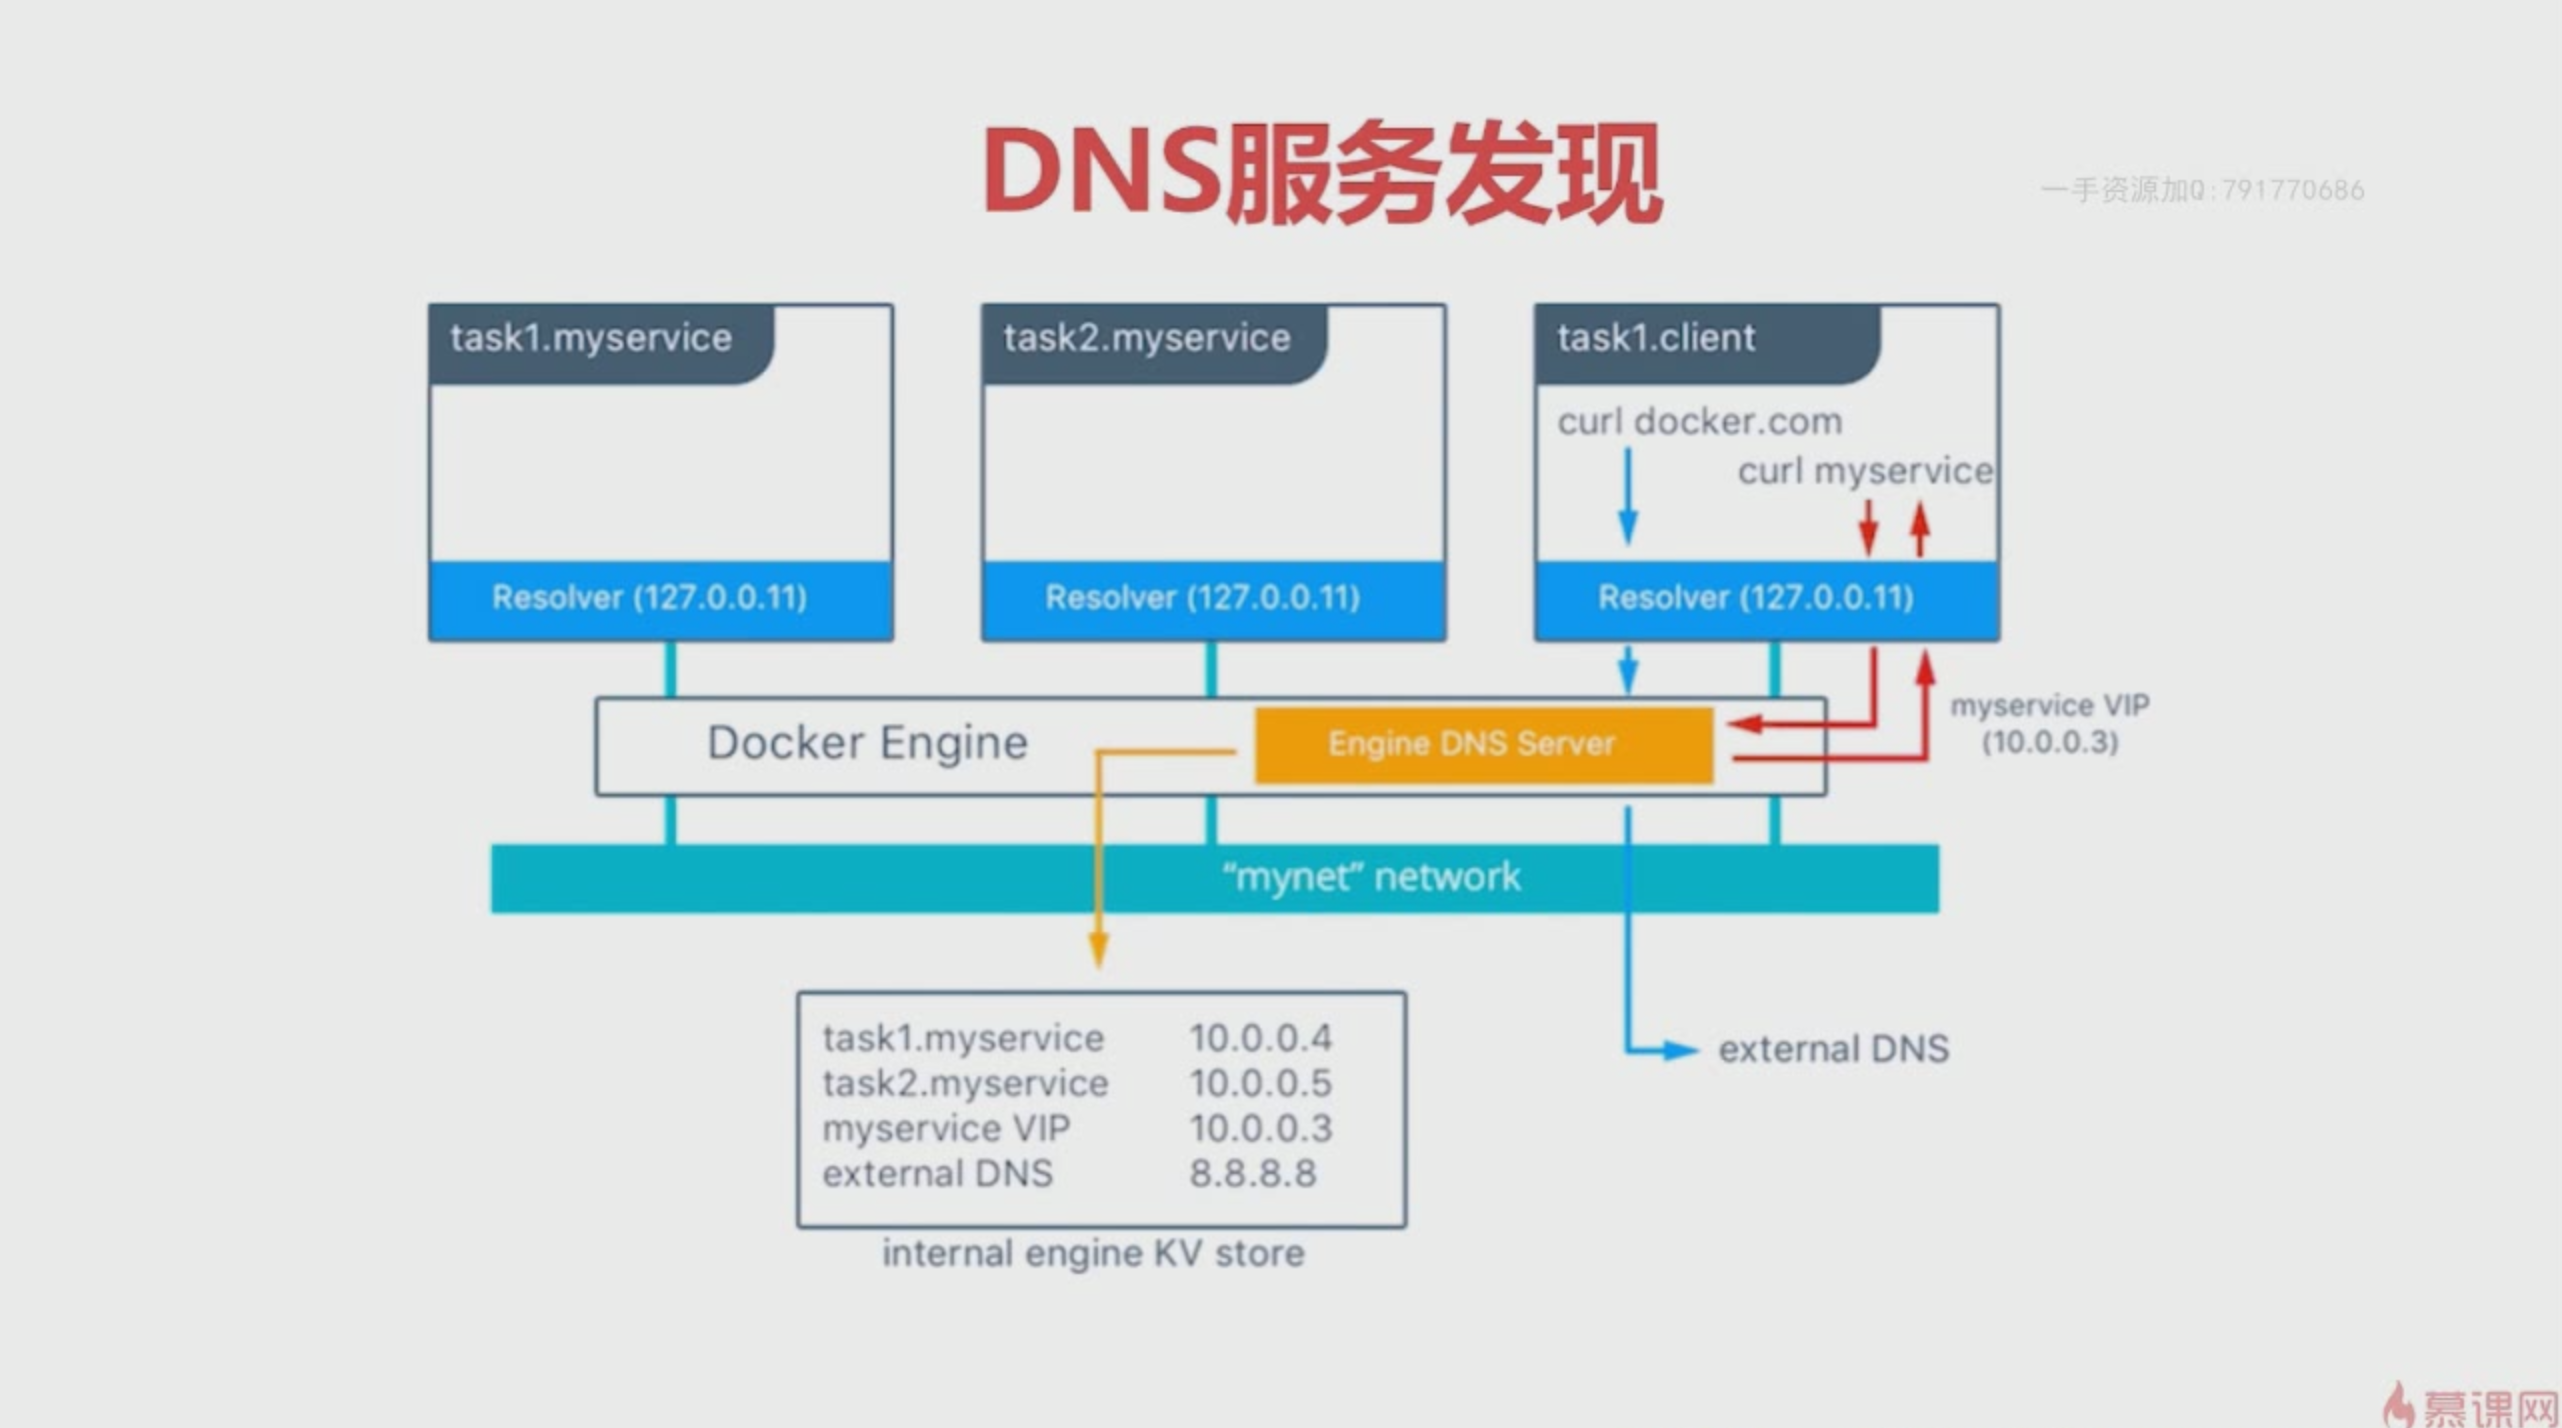 DNS服务发现
一手资源加Q:791770686
task1.myservice
task2.myservice
task1.client
curl docker.com
curl myservice
Resolver (127.0.0.11)
Resolver (127.0.0.11)
Resolver (127.0.0.11)
Docker Engine
Engine DNS Server
myservice VIP
(10.0.0.3)
“mynet” network
task1.myservice 10.0.0.4
task2.myservice 10.0.0.5
myservice VIP 10.0.0.3
external DNS 8.8.8.8
external DNS
internal engine KV store
慕课网